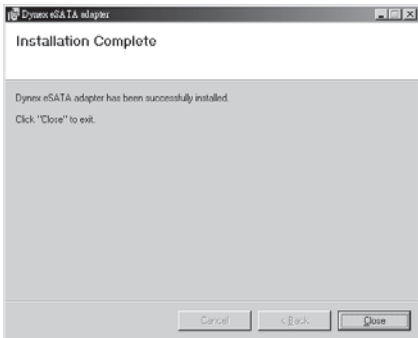 Dynex eSATA adapter
Installation Complete
Dynex eSATA adapter has been successfully installed.
Click "Close" to exit.
Cancel
< Back
Close